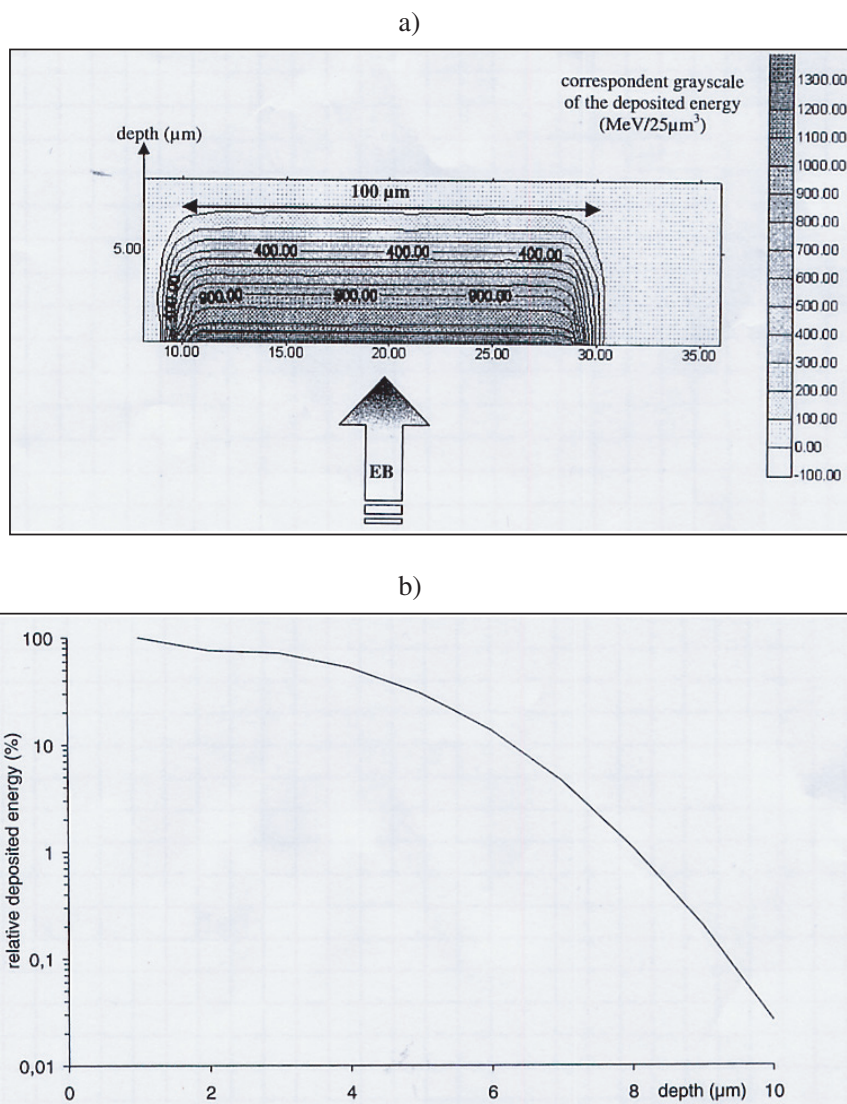 a)
correspondent grayscale
of the deposited energy
(MeV/25µm³)
depth (µm)
100 µm
5.00
400.00 400.00 400.00
900.00 900.00 900.00
10.00 15.00 20.00 25.00 30.00 35.00
EB
1300.00
1200.00
1100.00
1000.00
900.00
800.00
700.00
600.00
500.00
400.00
300.00
200.00
100.00
0.00
-100.00
b)
relative deposited energy (%)
100
10
1
0,1
0,01
0 2 4 6 8 depth (µm) 10